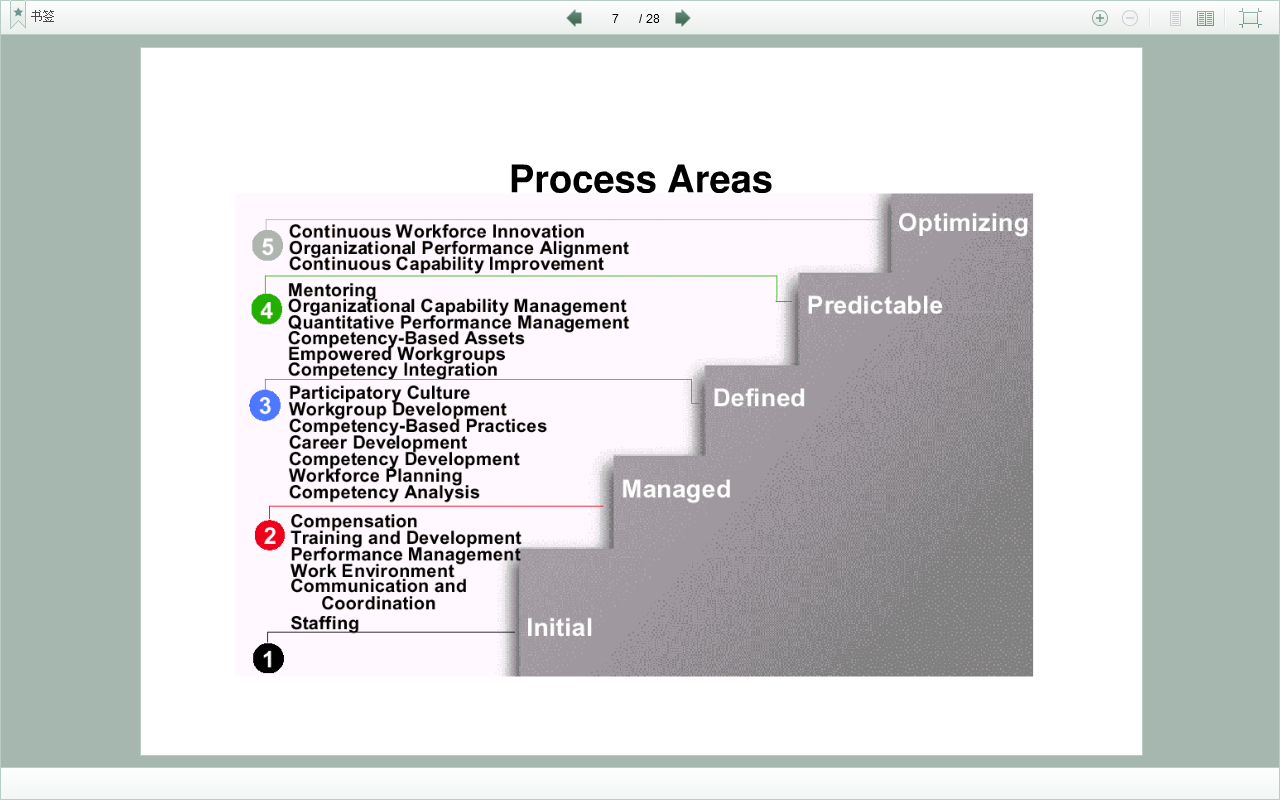 书签
7 / 28
Process Areas
Optimizing
5
Continuous Workforce Innovation
Organizational Performance Alignment
Continuous Capability Improvement
Predictable
4
Mentoring
Organizational Capability Management
Quantitative Performance Management
Competency-Based Assets
Empowered Workgroups
Competency Integration
Defined
3
Participatory Culture
Workgroup Development
Competency-Based Practices
Career Development
Competency Development
Workforce Planning
Competency Analysis
Managed
2
Compensation
Training and Development
Performance Management
Work Environment
Communication and
Coordination
Staffing
Initial
1